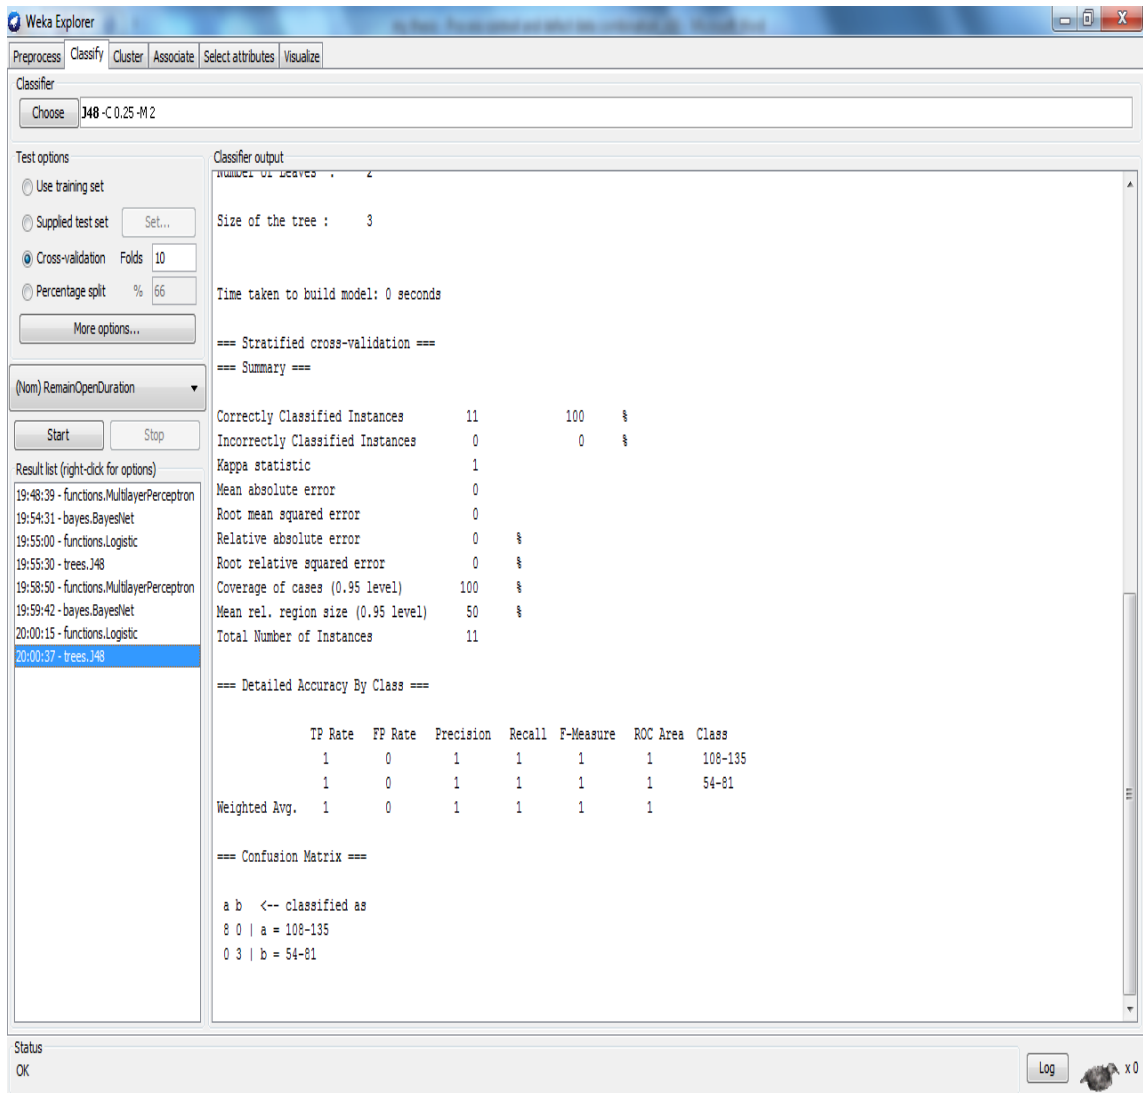 Weka Explorer
Preprocess Classify Cluster Associate Select attributes Visualize
Classifier
Choose J48 -C 0.25 -M 2
Test options
Use training set
Supplied test set Set...
Cross-validation Folds 10
Percentage split % 66
More options...
(Nom) RemainOpenDuration
Start Stop
Result list (right-click for options)
19:48:39 - functions.MultilayerPerceptron
19:54:31 - bayes.BayesNet
19:55:00 - functions.Logistic
19:55:30 - trees.J48
19:58:50 - functions.MultilayerPerceptron
19:59:42 - bayes.BayesNet
20:00:15 - functions.Logistic
20:00:37 - trees.J48
Classifier output
Number of Leaves : 2
Size of the tree : 3
Time taken to build model: 0 seconds
=== Stratified cross-validation ===
=== Summary ===
Correctly Classified Instances 11 100 %
Incorrectly Classified Instances 0 0 %
Kappa statistic 1
Mean absolute error 0
Root mean squared error 0
Relative absolute error 0 %
Root relative squared error 0 %
Coverage of cases (0.95 level) 100 %
Mean rel. region size (0.95 level) 50 %
Total Number of Instances 11
=== Detailed Accuracy By Class ===
TP Rate FP Rate Precision Recall F-Measure ROC Area Class
1 0 1 1 1 1 108-135
1 0 1 1 1 1 54-81
Weighted Avg. 1 0 1 1 1 1
=== Confusion Matrix ===
a b <-- classified as
8 0 | a = 108-135
0 3 | b = 54-81
Status
OK
Log x 0